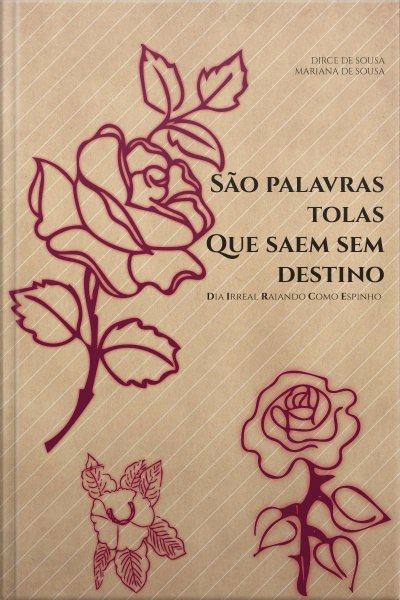 DIRCE DE SOUSA
MARIANA DE SOUSA
SÃO PALAVRAS
TOLAS
QUE SAEM SEM
DESTINO
DIA IRREAL RAIANDO COMO ESPINHO